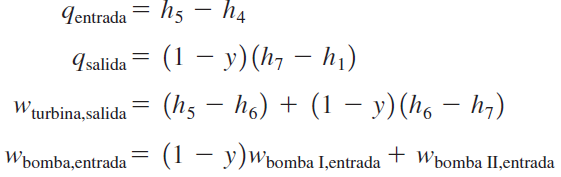 q_entrada = h_5 − h_4
q_salida = (1 − y)(h_7 − h_1)
w_turbina,salida = (h_5 − h_6) + (1 − y)(h_6 − h_7)
w_bomba,entrada = (1 − y)w_bomba I,entrada + w_bomba II,entrada